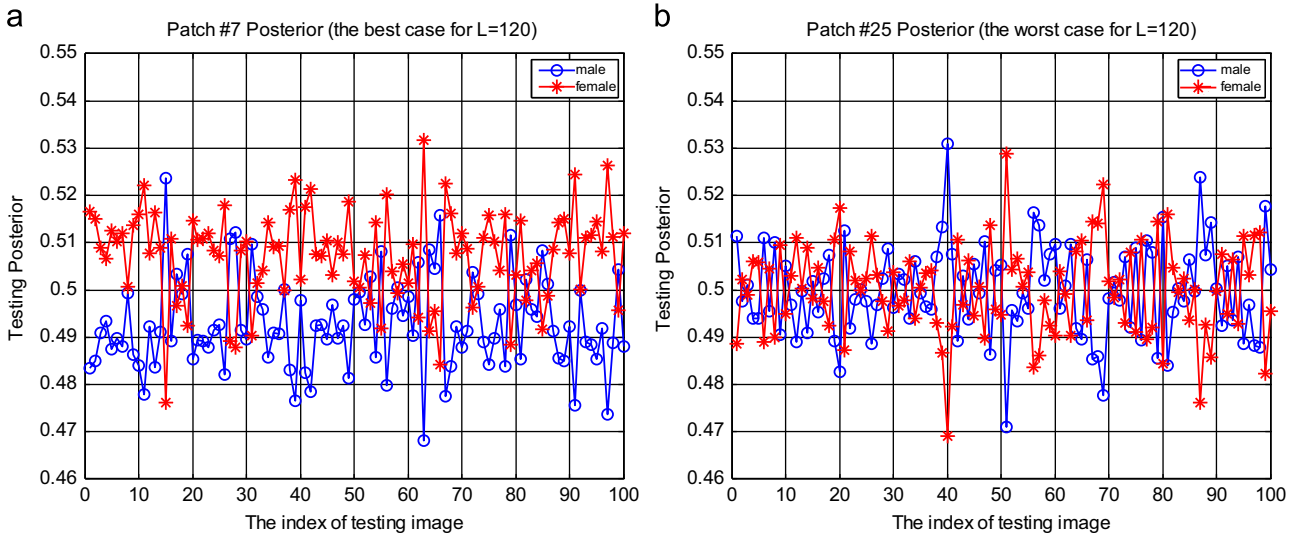 a
Patch #7 Posterior (the best case for L=120)
0.55
0.54
0.53
0.52
0.51
0.5
0.49
0.48
0.47
0.46
Testing Posterior
male
female
0 10 20 30 40 50 60 70 80 90 100
The index of testing image
b
Patch #25 Posterior (the worst case for L=120)
0.55
0.54
0.53
0.52
0.51
0.5
0.49
0.48
0.47
0.46
Testing Posterior
male
female
0 10 20 30 40 50 60 70 80 90 100
The index of testing image